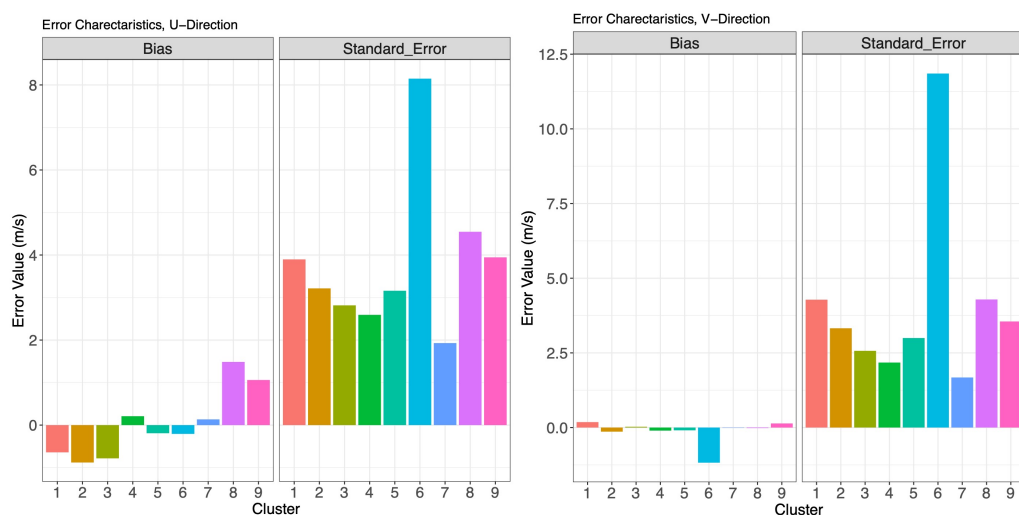 Error Charectaristics, U−Direction
Bias
Standard_Error
8
6
4
2
0
Error Value (m/s)
1 2 3 4 5 6 7 8 9
1 2 3 4 5 6 7 8 9
Cluster
Error Charectaristics, V−Direction
Bias
Standard_Error
12.5
10.0
7.5
5.0
2.5
0.0
Error Value (m/s)
1 2 3 4 5 6 7 8 9
1 2 3 4 5 6 7 8 9
Cluster